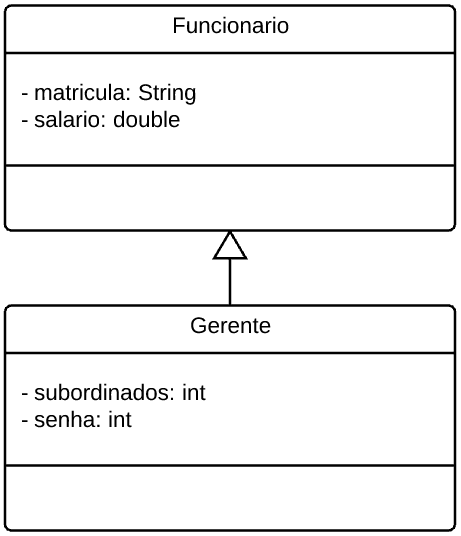 Funcionario
- matricula: String
- salario: double
Gerente
- subordinados: int
- senha: int